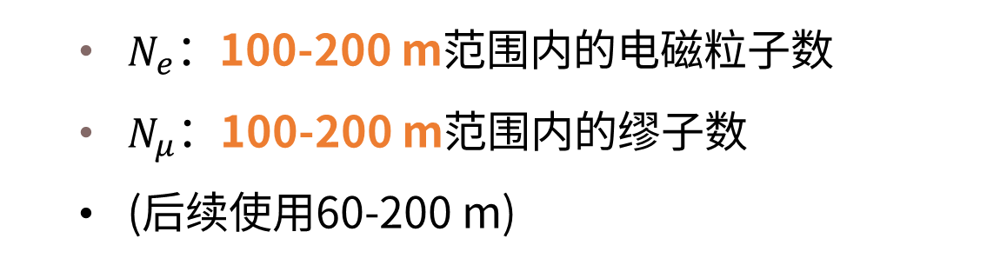 • Nₑ：100-200 m范围内的电磁粒子数
• N_μ：100-200 m范围内的缪子数
• (后续使用60-200 m)